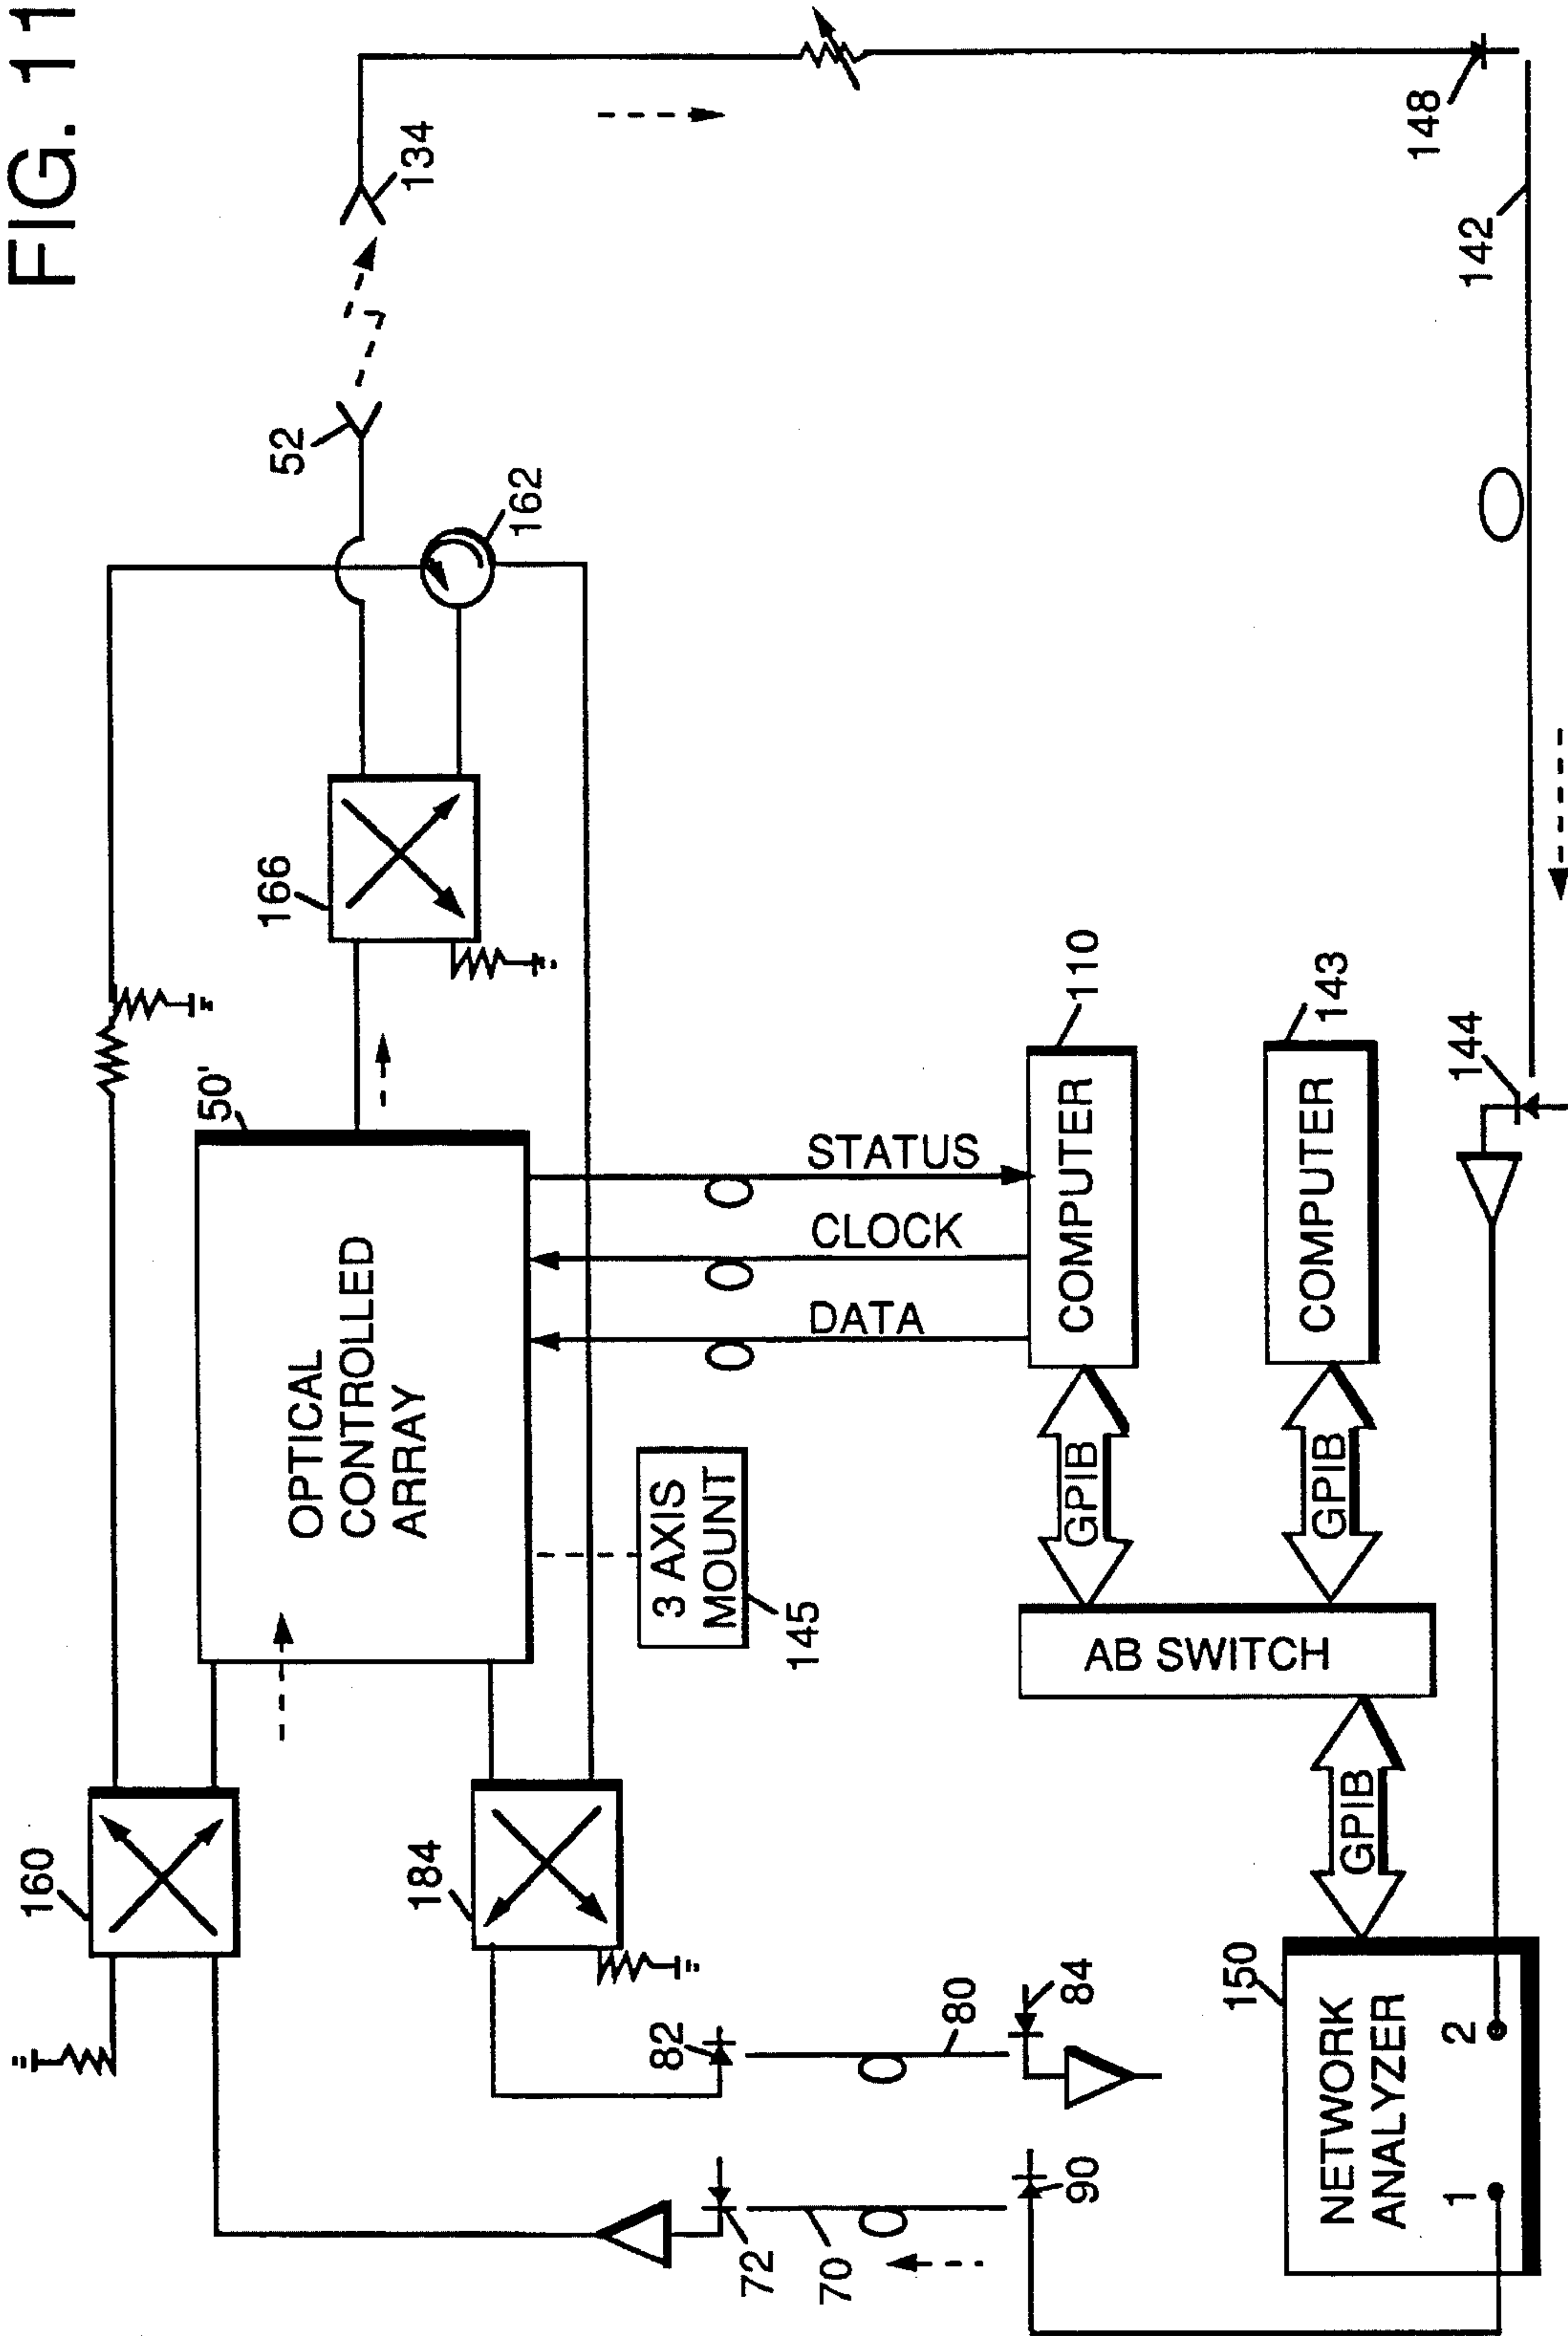 FIG. 11
160
50'
166
52
134
OPTICAL
CONTROLLED
ARRAY
162
184
3 AXIS
MOUNT
145
STATUS
CLOCK
DATA
82
72
80
70
84
90
COMPUTER
110
COMPUTER
143
GPIB
GPIB
AB SWITCH
GPIB
150
NETWORK
ANALYZER
1
2
144
142
148